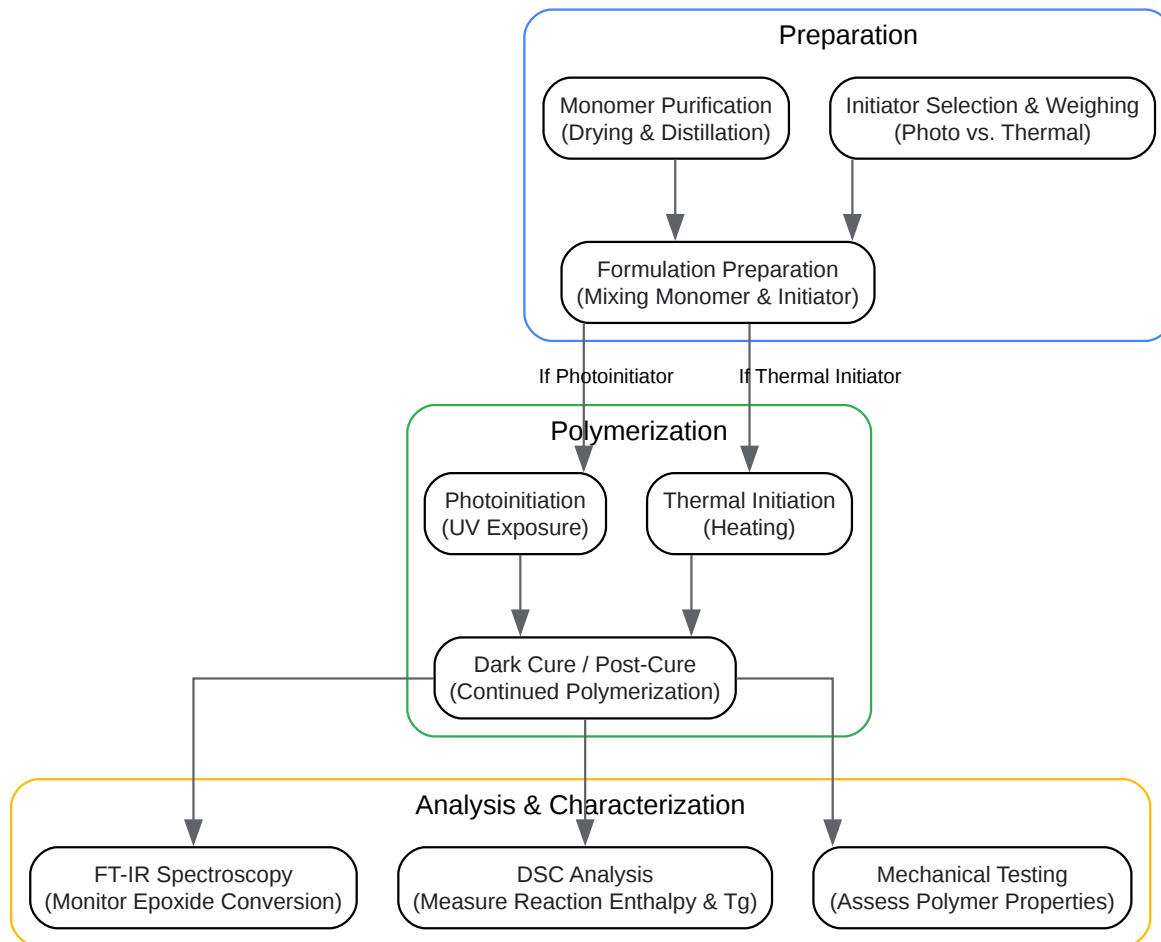 Preparation
Monomer Purification
(Drying & Distillation)
Initiator Selection & Weighing
(Photo vs. Thermal)
Formulation Preparation
(Mixing Monomer & Initiator)
If Photoinitiator
If Thermal Initiator
Polymerization
Photoinitiation
(UV Exposure)
Thermal Initiation
(Heating)
Dark Cure / Post-Cure
(Continued Polymerization)
Analysis & Characterization
FT-IR Spectroscopy
(Monitor Epoxide Conversion)
DSC Analysis
(Measure Reaction Enthalpy & Tg)
Mechanical Testing
(Assess Polymer Properties)